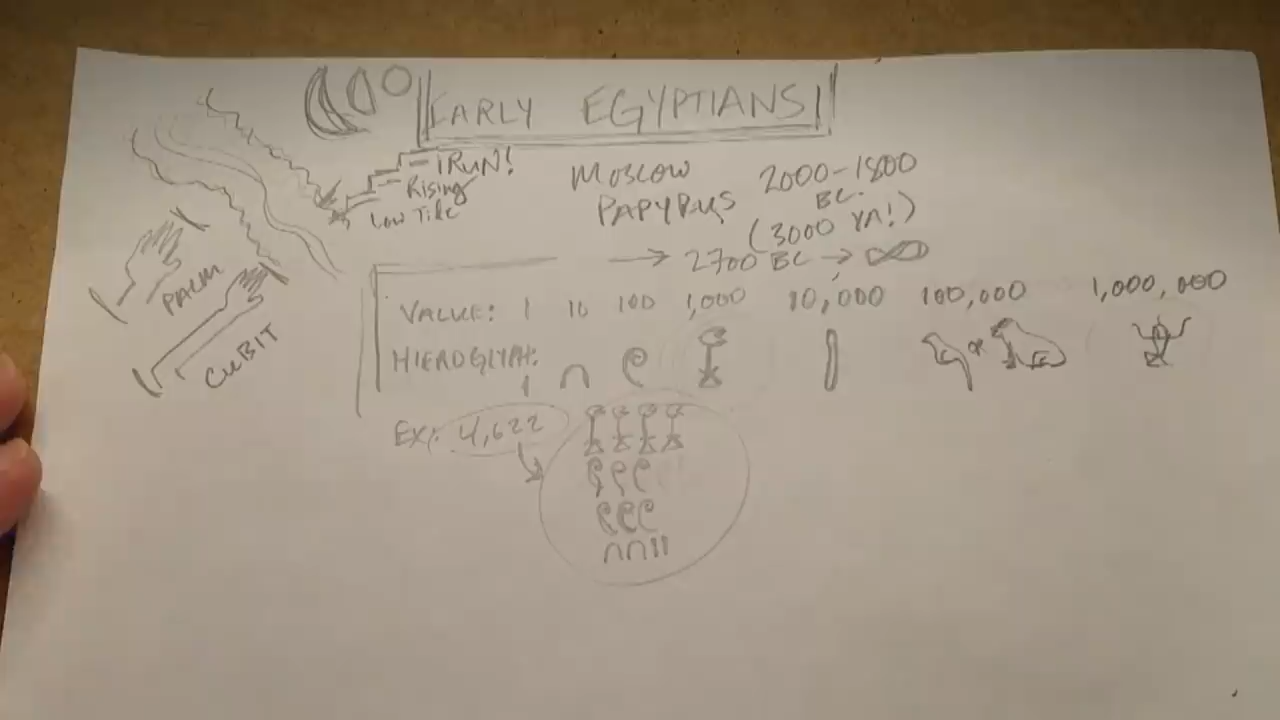 EARLY EGYPTIANS!
RUN!
Rising
Low Tide
MOSCOW
PAPYRUS
2000-1800
BC.
(3000 YA!)
→ 2700 BC → ∞
PALM
CUBIT
VALUE: 1 10 100 1,000 10,000 100,000 1,000,000
HIEROGLYPH:
or
EX: 4,622